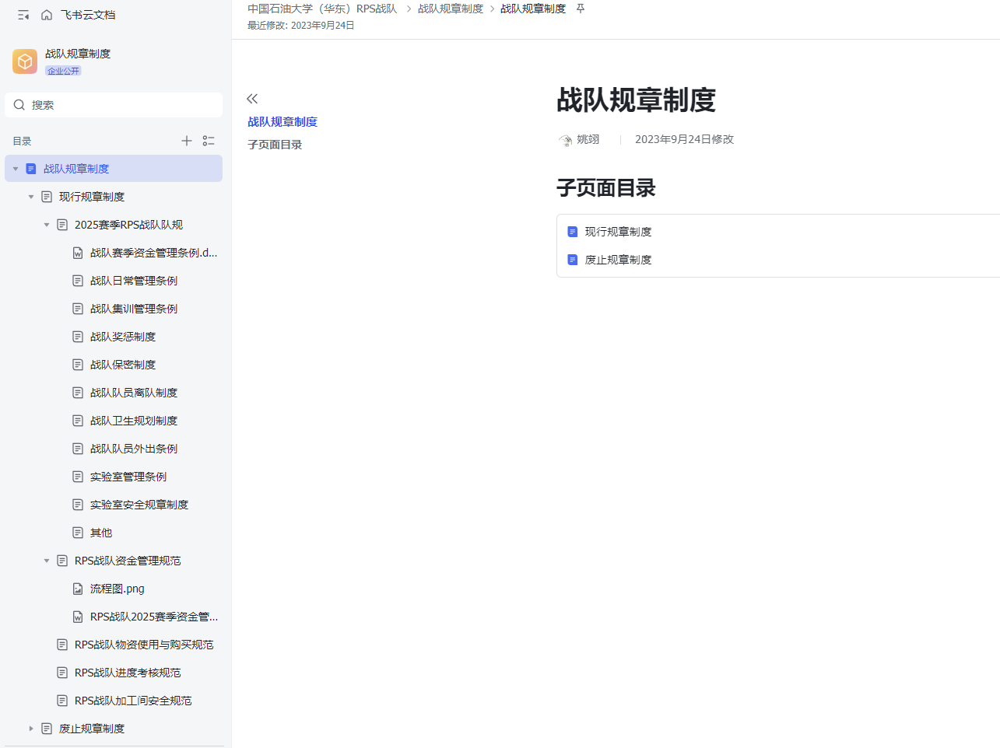 飞书云文档
战队规章制度
企业公开
搜索
目录
战队规章制度
现行规章制度
2025赛季RPS战队队规
战队赛季资金管理条例.d...
战队日常管理条例
战队集训管理条例
战队奖惩制度
战队保密制度
战队队员离队制度
战队卫生规划制度
战队队员外出条例
实验室管理条例
实验室安全规章制度
其他
RPS战队资金管理规范
流程图.png
RPS战队2025赛季资金管...
RPS战队物资使用与购买规范
RPS战队进度考核规范
RPS战队加工间安全规范
废止规章制度
中国石油大学（华东）RPS战队 > 战队规章制度 > 战队规章制度
最近修改: 2023年9月24日
战队规章制度
子页面目录
战队规章制度
姚翊 | 2023年9月24日修改
子页面目录
现行规章制度
废止规章制度